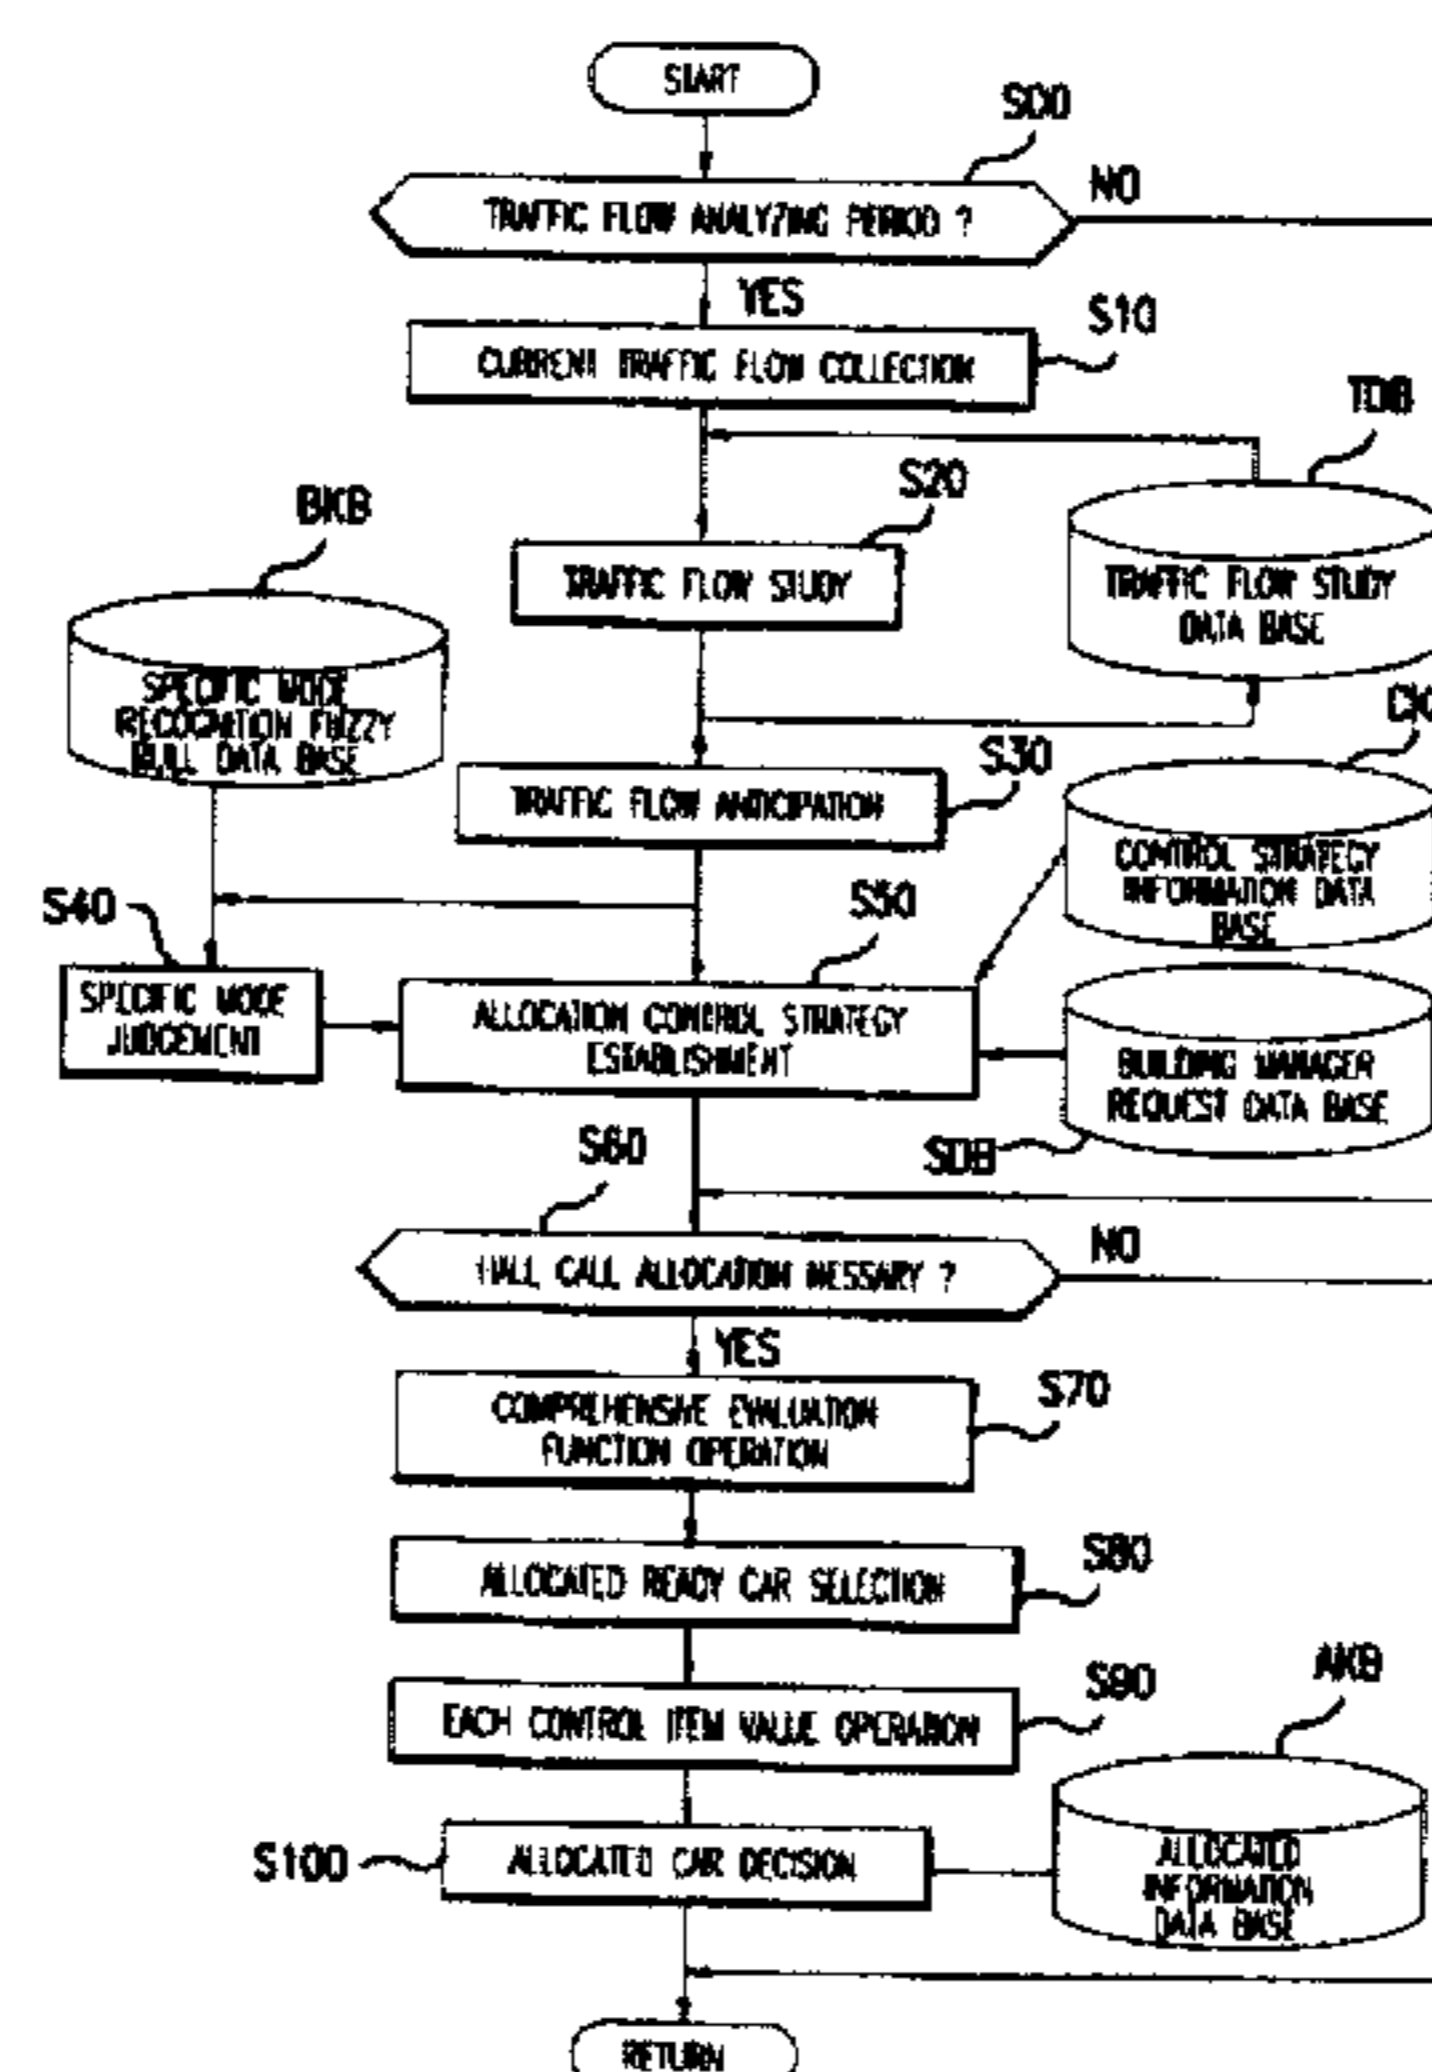 START
S00
TRAFFIC FLOW ANALYZING PERIOD ?
NO
YES
S10
CURRENT TRAFFIC FLOW COLLECTION
TDB
S20
BKB
TRAFFIC FLOW STUDY
TRAFFIC FLOW STUDY
DATA BASE
SPECIFIC MODE
RECOGNITION FUZZY
RULL DATA BASE
S30
TRAFFIC FLOW ANTICIPATION
CONTROL STRATEGY
INFORMATION DATA
BASE
S40
S50
SPECIFIC MODE
JUDGEMENT
ALLOCATION CONTROL STRATEGY
ESTABLISHMENT
BUILDING MANAGER
REQUEST DATA BASE
SDB
S60
HALL CALL ALLOCATION NESSARY ?
NO
YES
S70
COMPREHENSIVE EVALUATION
FUNCTION OPERATION
S80
ALLOCATED READY CAR SELECTION
S90
EACH CONTROL ITEM VALUE OPERATION
AKB
S100
ALLOCATED CAR DECISION
ALLOCATED
INFORMATION
DATA BASE
RETURN